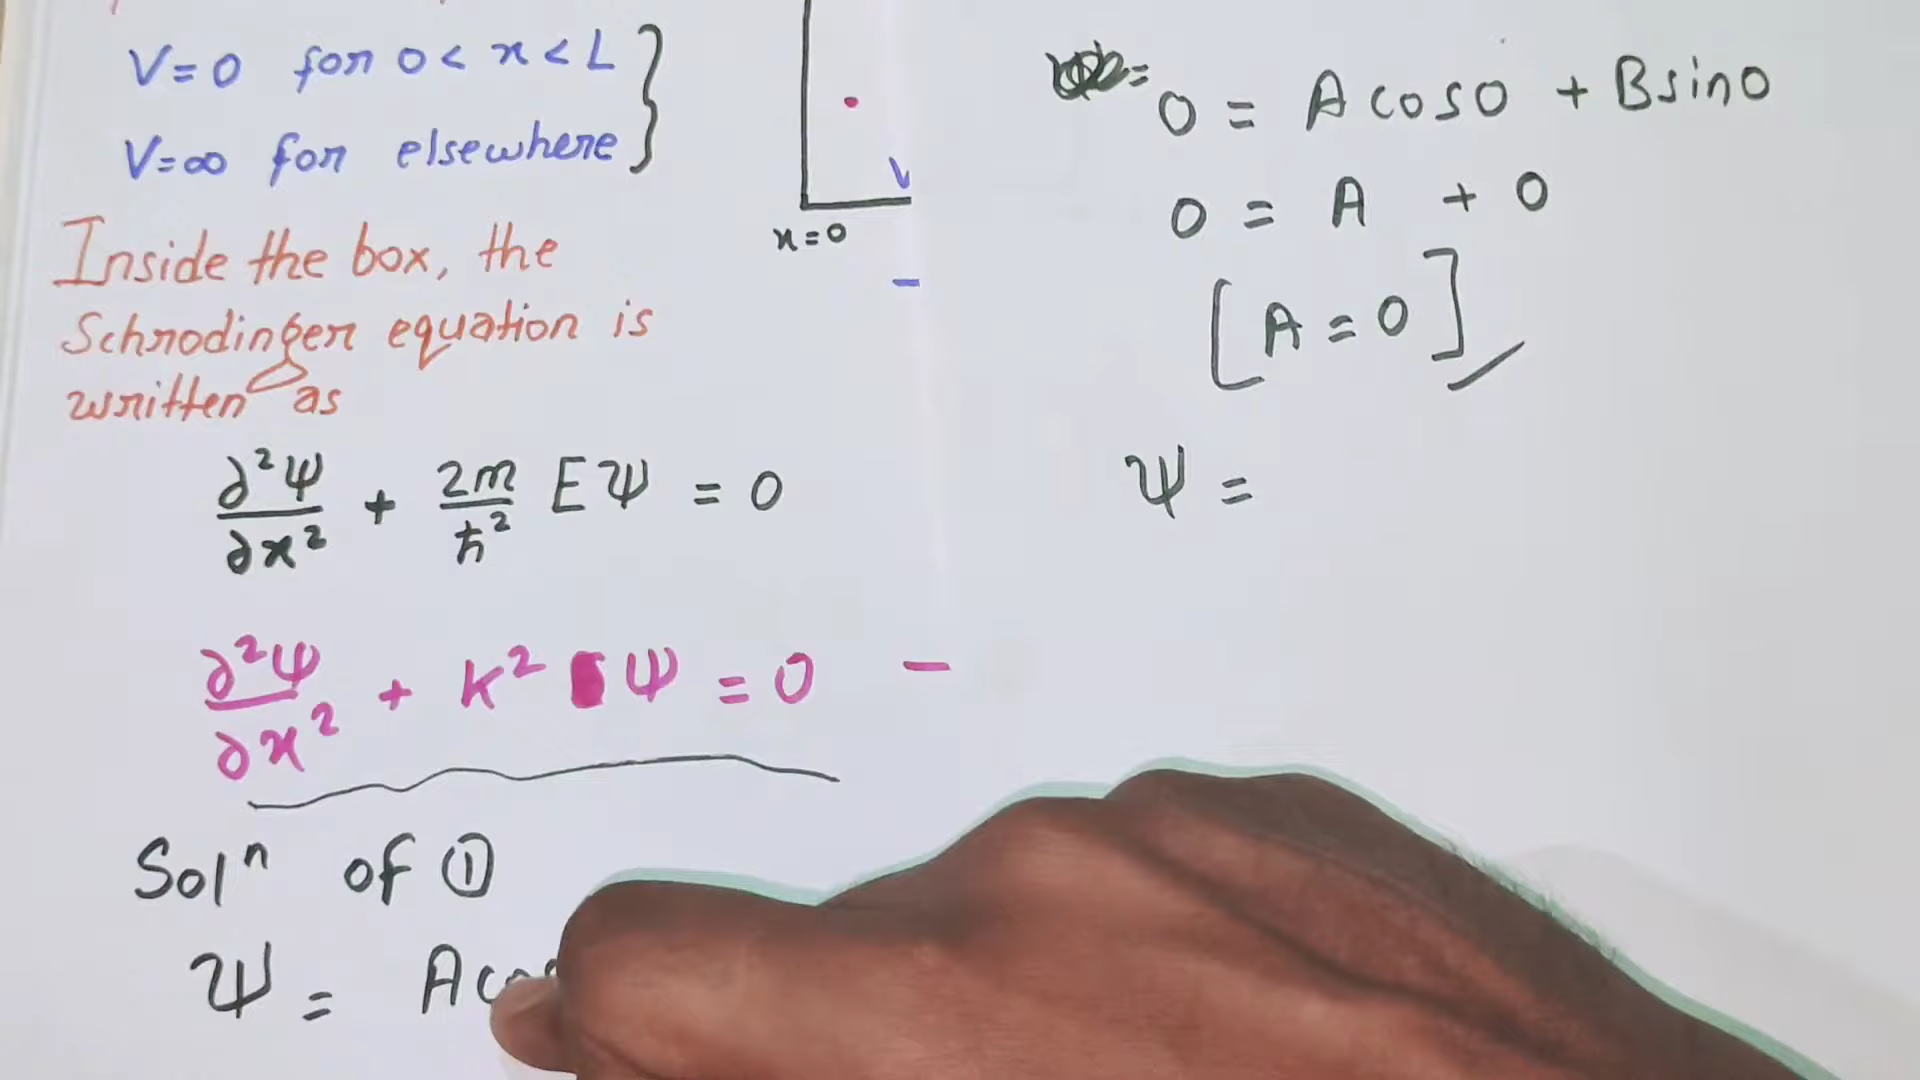 V=0 for 0 < x < L
V=∞ for elsewhere
x=0
Inside the box, the
Schrodinger equation is
written as
∂²Ψ/∂x² + 2m/ħ² EΨ = 0
∂²Ψ/∂x² + K² Ψ = 0 –
Solⁿ of ①
Ψ = A
0 = A cos0 + B sin0
0 = A + 0
[A = 0]
Ψ =